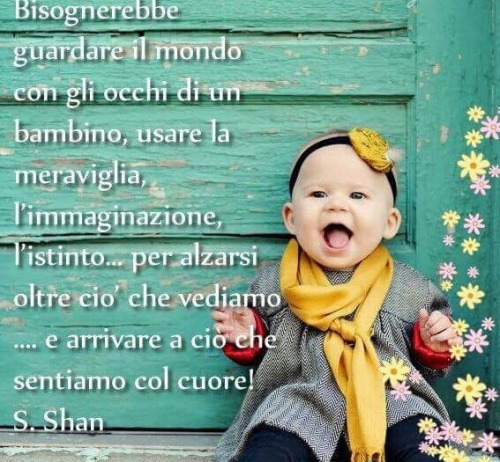 Bisognerebbe
guardare il mondo
con gli occhi di un
bambino, usare la
meraviglia,
l'immaginazione,
l'istinto... per alzarsi
oltre cio' che vediamo
.... e arrivare a ciò che
sentiamo col cuore!
S. Shan